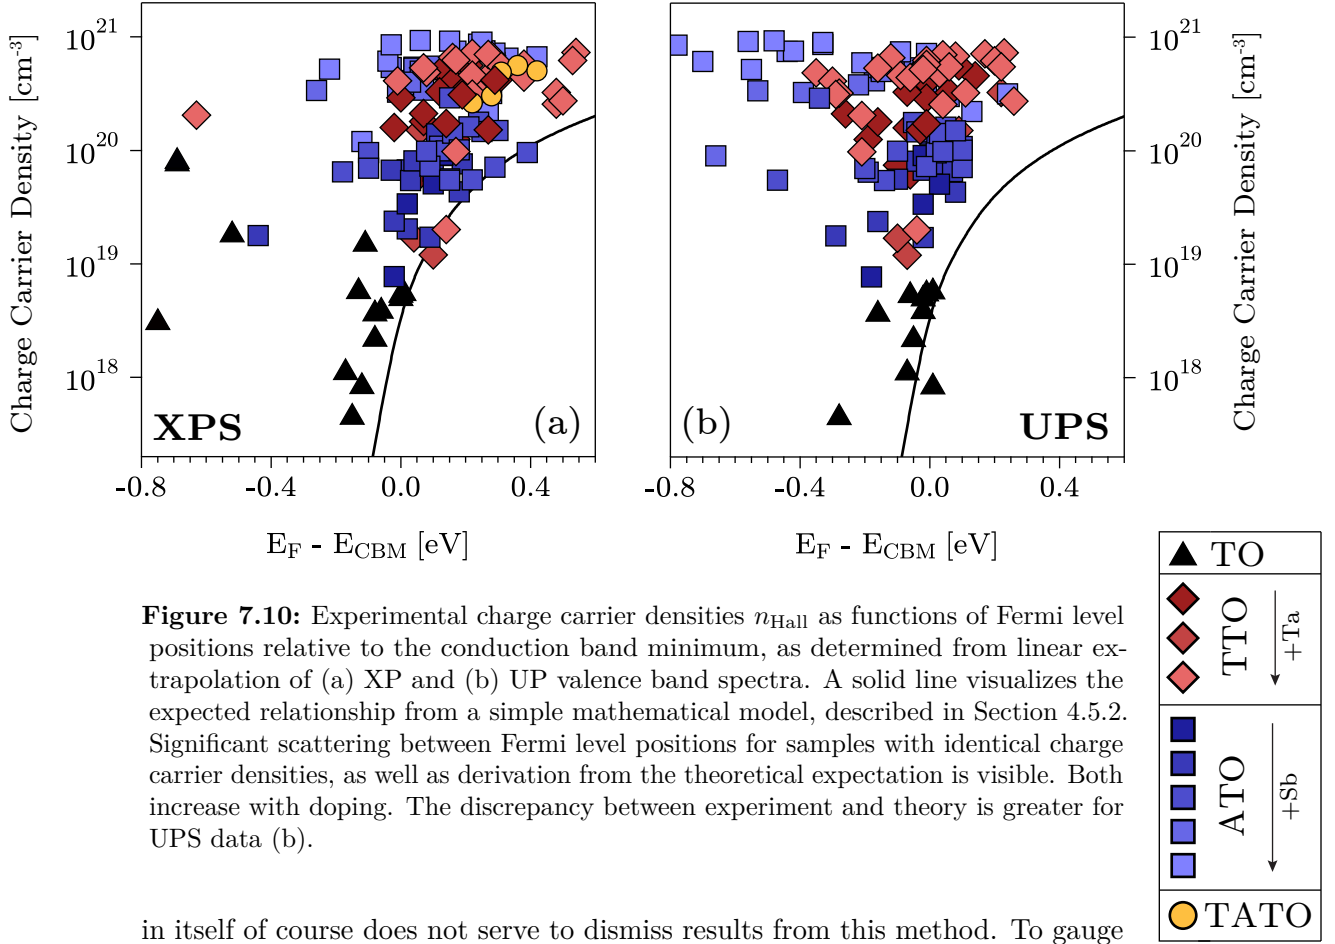 Charge Carrier Density [cm-3]
10^21
10^20
10^19
10^18
XPS
(a)
-0.8
-0.4
0.0
0.4
E_F - E_CBM [eV]
(b)
UPS
-0.8
-0.4
0.0
0.4
E_F - E_CBM [eV]
10^21
10^20
10^19
10^18
Charge Carrier Density [cm-3]
TO
TTO
+Ta
ATO
+Sb
TATO
Figure 7.10: Experimental charge carrier densities n_Hall as functions of Fermi level
positions relative to the conduction band minimum, as determined from linear ex-
trapolation of (a) XP and (b) UP valence band spectra. A solid line visualizes the
expected relationship from a simple mathematical model, described in Section 4.5.2.
Significant scattering between Fermi level positions for samples with identical charge
carrier densities, as well as derivation from the theoretical expectation is visible. Both
increase with doping. The discrepancy between experiment and theory is greater for
UPS data (b).
in itself of course does not serve to dismiss results from this method. To gauge